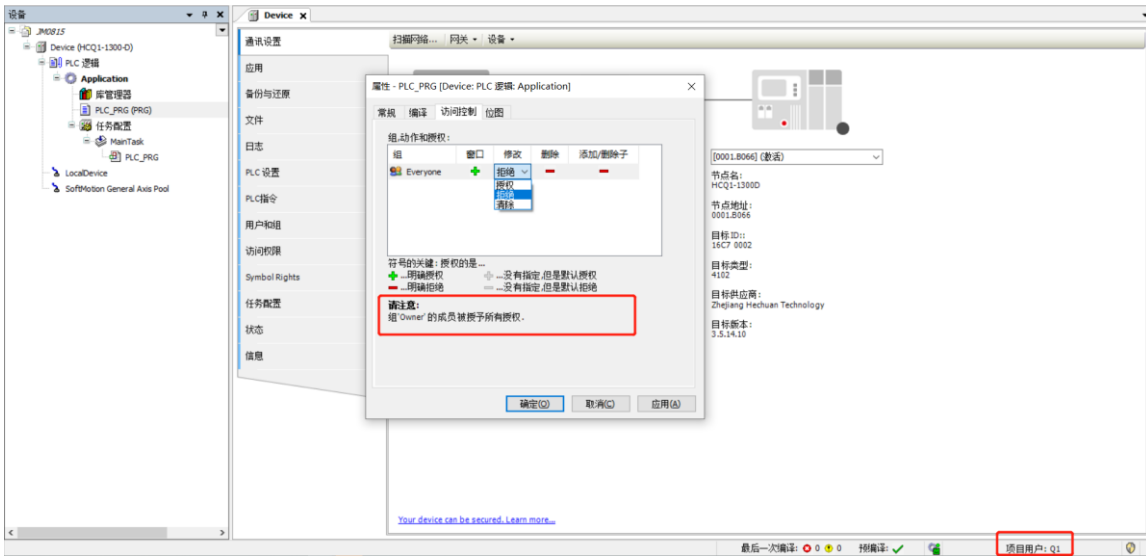 设备
Device
JM0815
Device (HCQ1-1300-D)
PLC 逻辑
Application
库管理器
PLC_PRG (PRG)
任务配置
MainTask
PLC_PRG
LocalDevice
SoftMotion General Axis Pool
通讯设置
应用
备份与还原
文件
日志
PLC 设置
PLC指令
用户和组
访问权限
Symbol Rights
任务配置
状态
信息
扫描网络... 网关 设备
属性 - PLC_PRG [Device: PLC 逻辑: Application]
常规 编译 访问控制 位图
组,动作和授权:
组 窗口 修改 删除 添加/删除子
Everyone 拒绝
授权
拒绝
清除
符号的关键: 授权的是...
...明确授权 ...没有指定,但是默认授权
...明确拒绝 ...没有指定,但是默认拒绝
请注意:
组'Owner' 的成员被授予所有授权.
确定(O) 取消(C) 应用(A)
[0001.B066] (激活)
节点名:
HCQ1-1300D
节点地址:
0001.B066
目标ID::
16C7 0002
目标类型:
4102
目标供应商:
Zhejiang Hechuan Technology
目标版本:
3.5.14.10
Your device can be secured. Learn more...
最后一次编译: 0 0 预编译: 项目用户: Q1